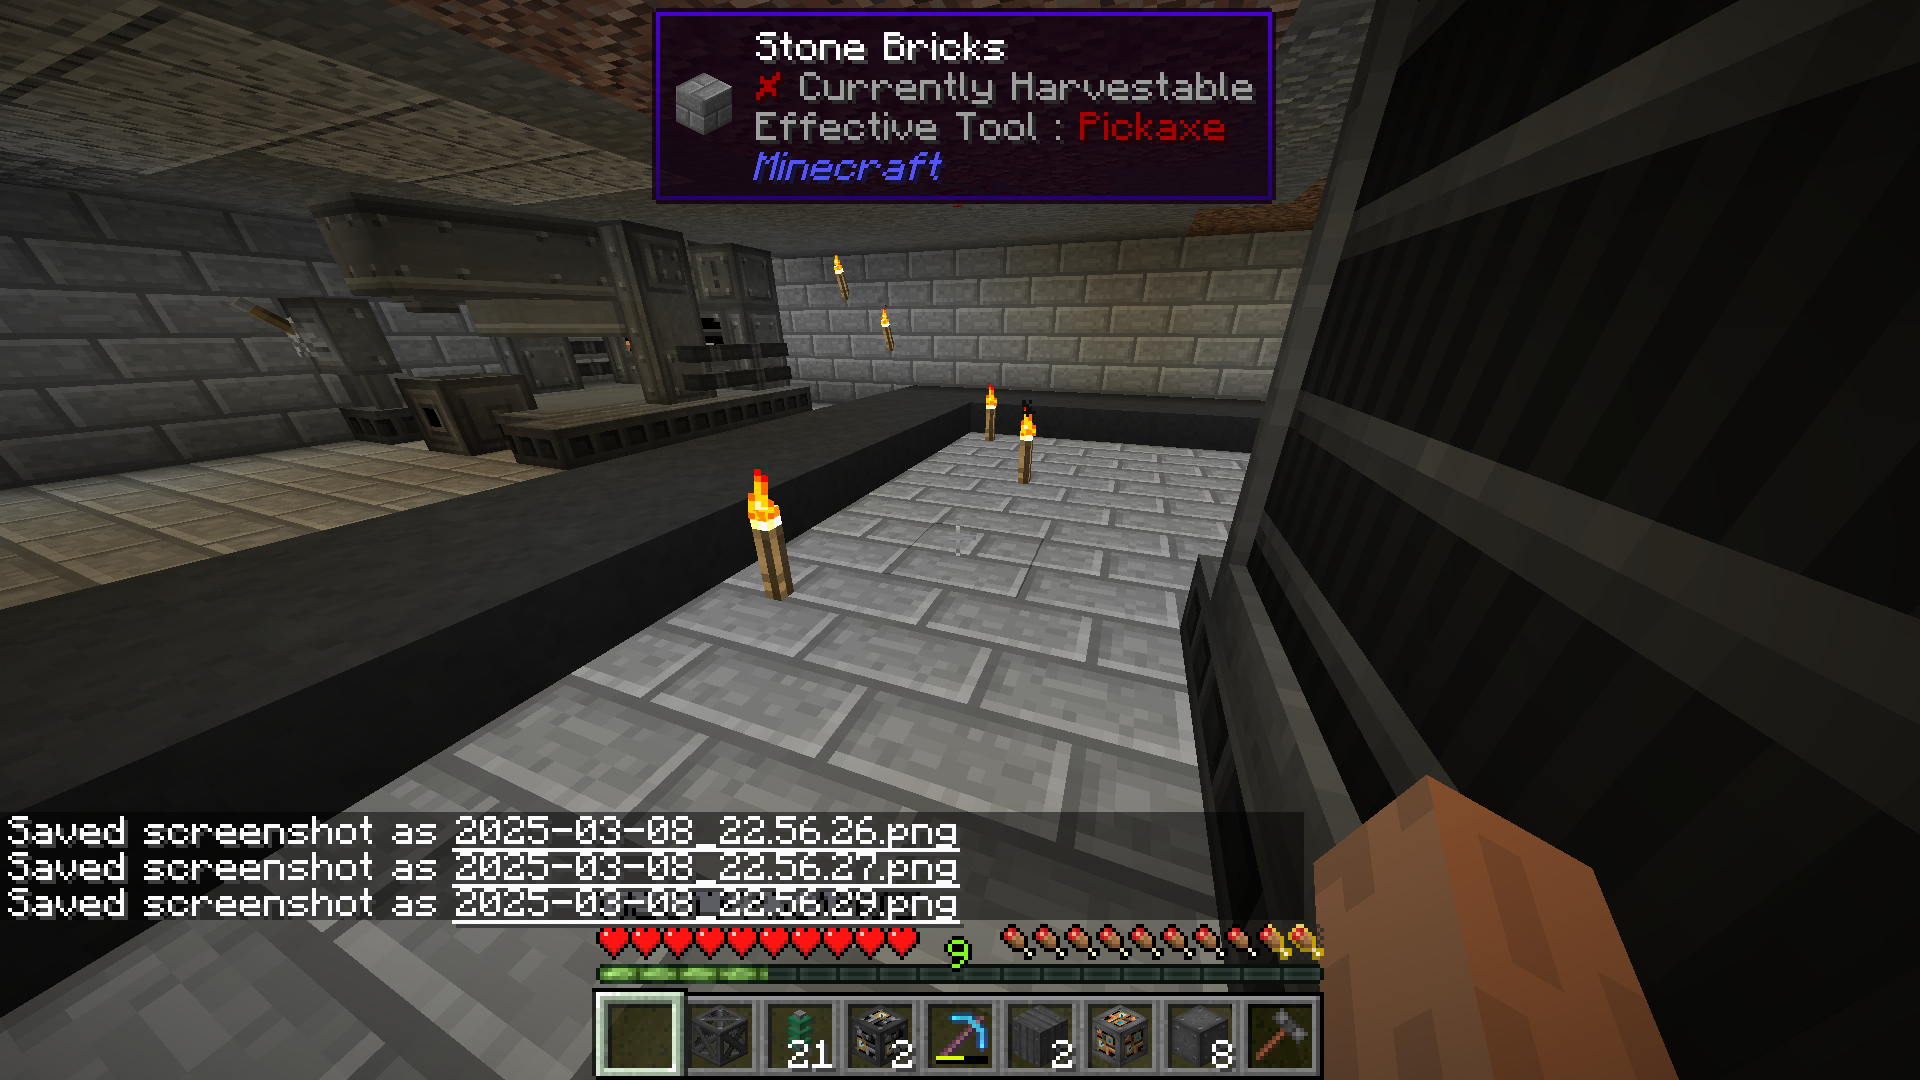 Stone Bricks
✘ Currently Harvestable
Effective Tool : Pickaxe
Minecraft
Saved screenshot as 2025-03-08_22.56.26.png
Saved screenshot as 2025-03-08_22.56.27.png
Saved screenshot as 2025-03-08_22.56.29.png
9
21 2 2 8